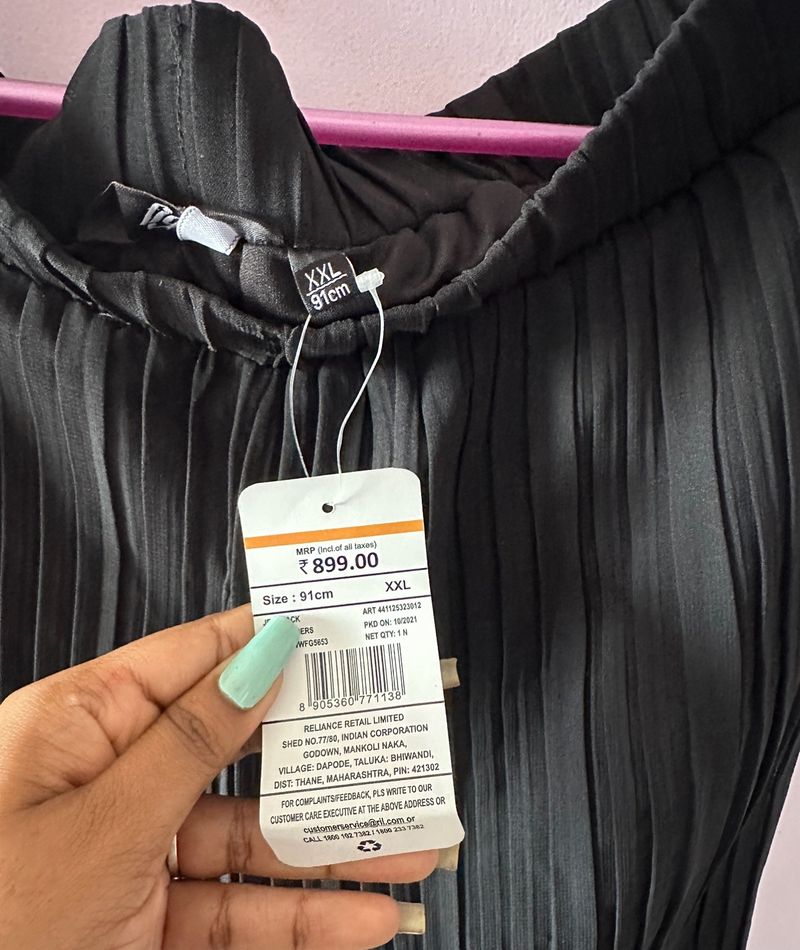 XXL
91cm
MRP (Incl.of all taxes)
₹899.00
Size : 91cm XXL
ART 441125323012
PKD ON: 10/2021
NET QTY: 1 N
8 905360 771138
RELIANCE RETAIL LIMITED
SHED NO.77/80, INDIAN CORPORATION
GODOWN, MANKOLI NAKA,
VILLAGE: DAPODE, TALUKA: BHIWANDI,
DIST: THANE, MAHARASHTRA, PIN: 421302
FOR COMPLAINTS/FEEDBACK, PLS WRITE TO OUR
CUSTOMER CARE EXECUTIVE AT THE ABOVE ADDRESS OR
customerservice@ril.com or
CALL 1800 102 7382 / 1800 233 7382